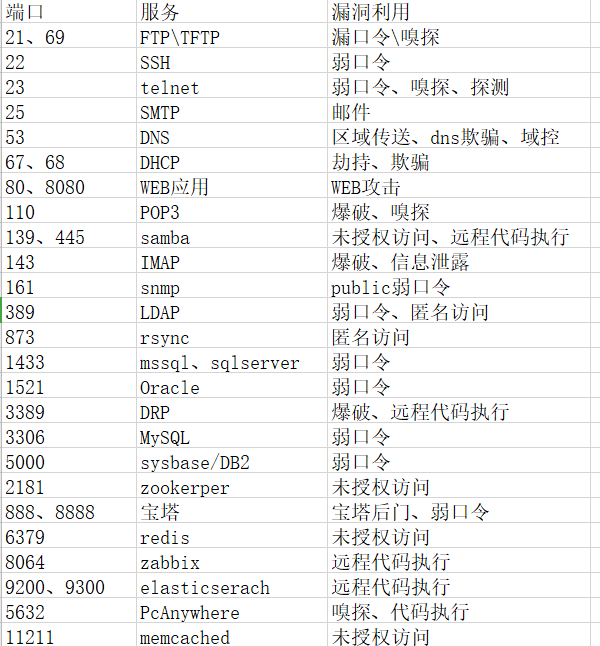 端口 服务 漏洞利用
21、69 FTP\TFTP 漏口令\嗅探
22 SSH 弱口令
23 telnet 弱口令、嗅探、探测
25 SMTP 邮件
53 DNS 区域传送、dns欺骗、域控
67、68 DHCP 劫持、欺骗
80、8080 WEB应用 WEB攻击
110 POP3 爆破、嗅探
139、445 samba 未授权访问、远程代码执行
143 IMAP 爆破、信息泄露
161 snmp public弱口令
389 LDAP 弱口令、匿名访问
873 rsync 匿名访问
1433 mssql、sqlserver 弱口令
1521 Oracle 弱口令
3389 DRP 爆破、远程代码执行
3306 MySQL 弱口令
5000 sysbase/DB2 弱口令
2181 zookerper 未授权访问
888、8888 宝塔 宝塔后门、弱口令
6379 redis 未授权访问
8064 zabbix 远程代码执行
9200、9300 elasticserach 远程代码执行
5632 PcAnywhere 嗅探、代码执行
11211 memcached 未授权访问